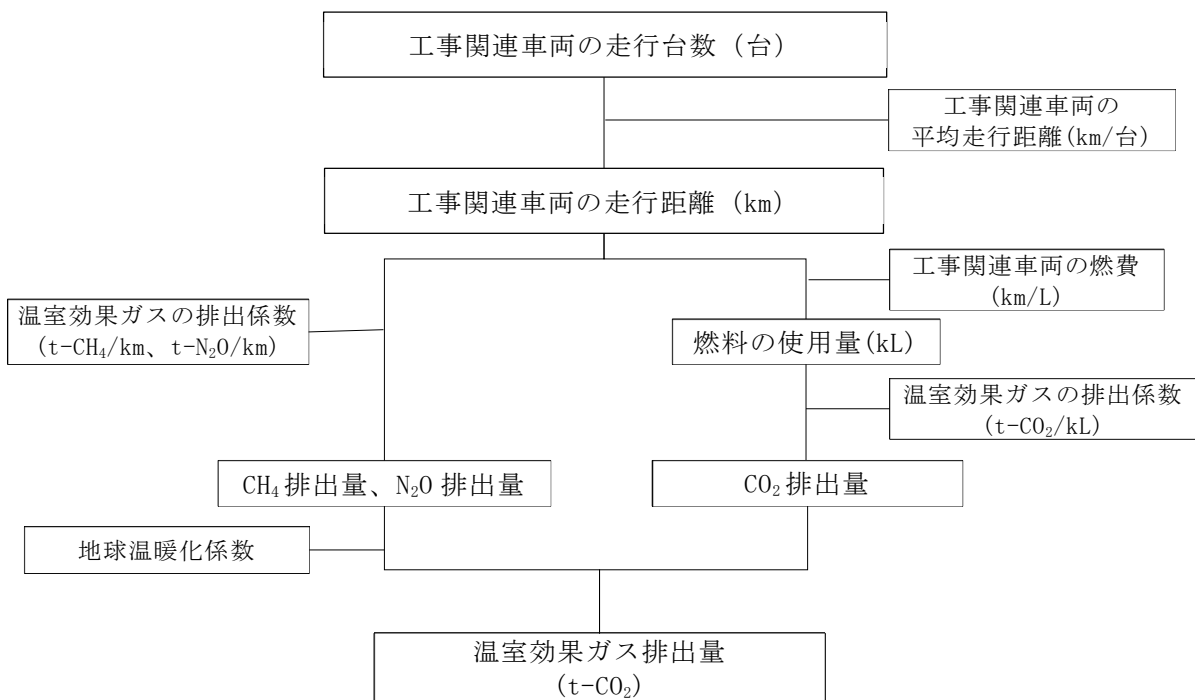 工事関連車両の走行台数（台）
工事関連車両の
平均走行距離(km/台)
工事関連車両の走行距離（km）
工事関連車両の燃費
(km/L)
温室効果ガスの排出係数
(t-CH₄/km、t-N₂O/km)
燃料の使用量(kL)
温室効果ガスの排出係数
(t-CO₂/kL)
CH₄排出量、N₂O排出量
CO₂排出量
地球温暖化係数
温室効果ガス排出量
(t-CO₂)